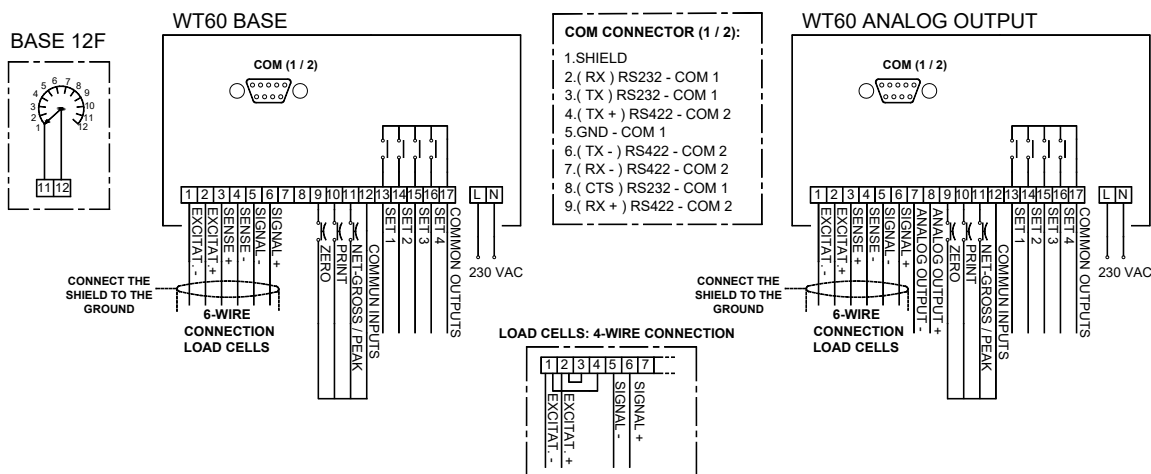 WT60 BASE
WT60 ANALOG OUTPUT
BASE 12F
1
2
3
4
5
6
7
8
9
10
11
12
11 12
COM (1 / 2)
1 2 3 4 5 6 7 8 9 10 11 12 13 14 15 16 17
L N
EXCITAT. -
EXCITAT. +
SENSE +
SENSE -
SIGNAL -
SIGNAL +
ZERO
PRINT
NET-GROSS / PEAK
COMMUN INPUTS
SET 1
SET 2
SET 3
SET 4
COMMON OUTPUTS
230 VAC
CONNECT THE
SHIELD TO THE
GROUND
6-WIRE
CONNECTION
LOAD CELLS
COM CONNECTOR (1 / 2):
1.SHIELD
2.( RX ) RS232 - COM 1
3.( TX ) RS232 - COM 1
4.( TX + ) RS422 - COM 2
5.GND - COM 1
6.( TX - ) RS422 - COM 2
7.( RX - ) RS422 - COM 2
8.( CTS ) RS232 - COM 1
9.( RX + ) RS422 - COM 2
LOAD CELLS: 4-WIRE CONNECTION
1 2 3 4 5 6 7
EXCITAT. -
EXCITAT. +
SIGNAL -
SIGNAL +
COM (1 / 2)
1 2 3 4 5 6 7 8 9 10 11 12 13 14 15 16 17
L N
EXCITAT. -
EXCITAT. +
SENSE +
SENSE -
SIGNAL -
SIGNAL +
ANALOG OUTPUT -
ANALOG OUTPUT +
ZERO
PRINT
NET-GROSS / PEAK
COMMUN INPUTS
SET 1
SET 2
SET 3
SET 4
COMMON OUTPUTS
230 VAC
CONNECT THE
SHIELD TO THE
GROUND
6-WIRE
CONNECTION
LOAD CELLS